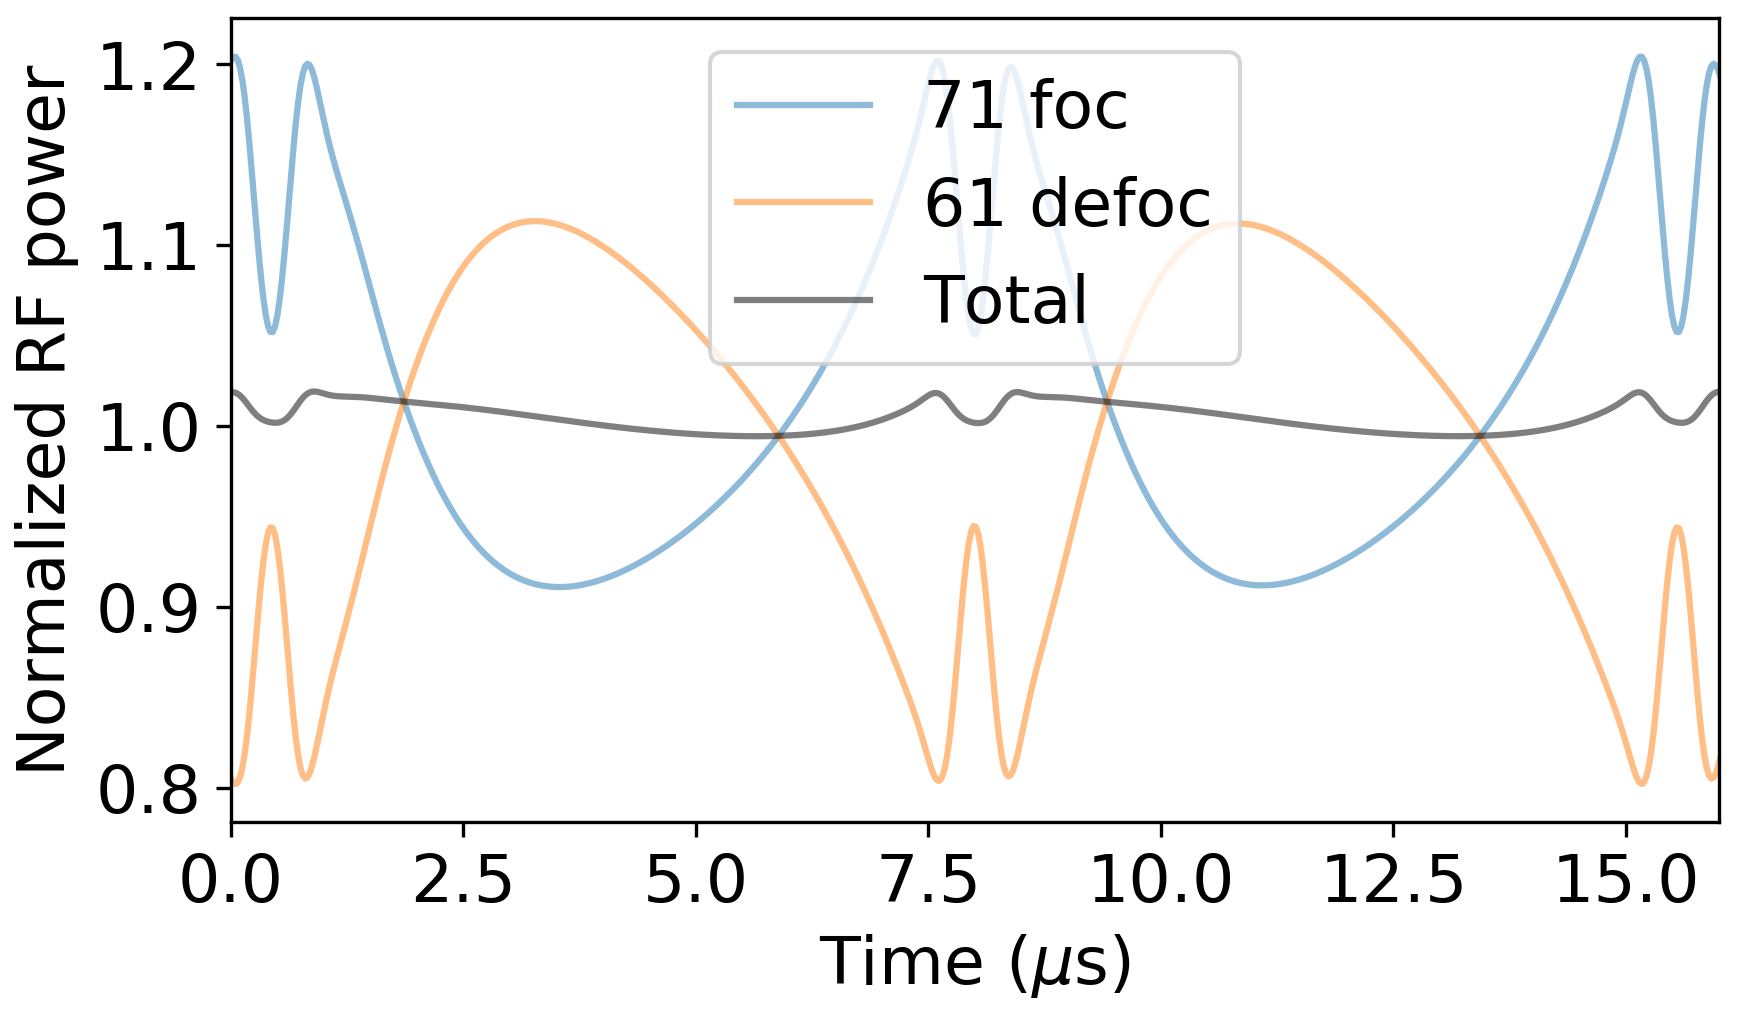 Normalized RF power
1.2
1.1
1.0
0.9
0.8
71 foc
61 defoc
Total
0.0 2.5 5.0 7.5 10.0 12.5 15.0
Time (μs)